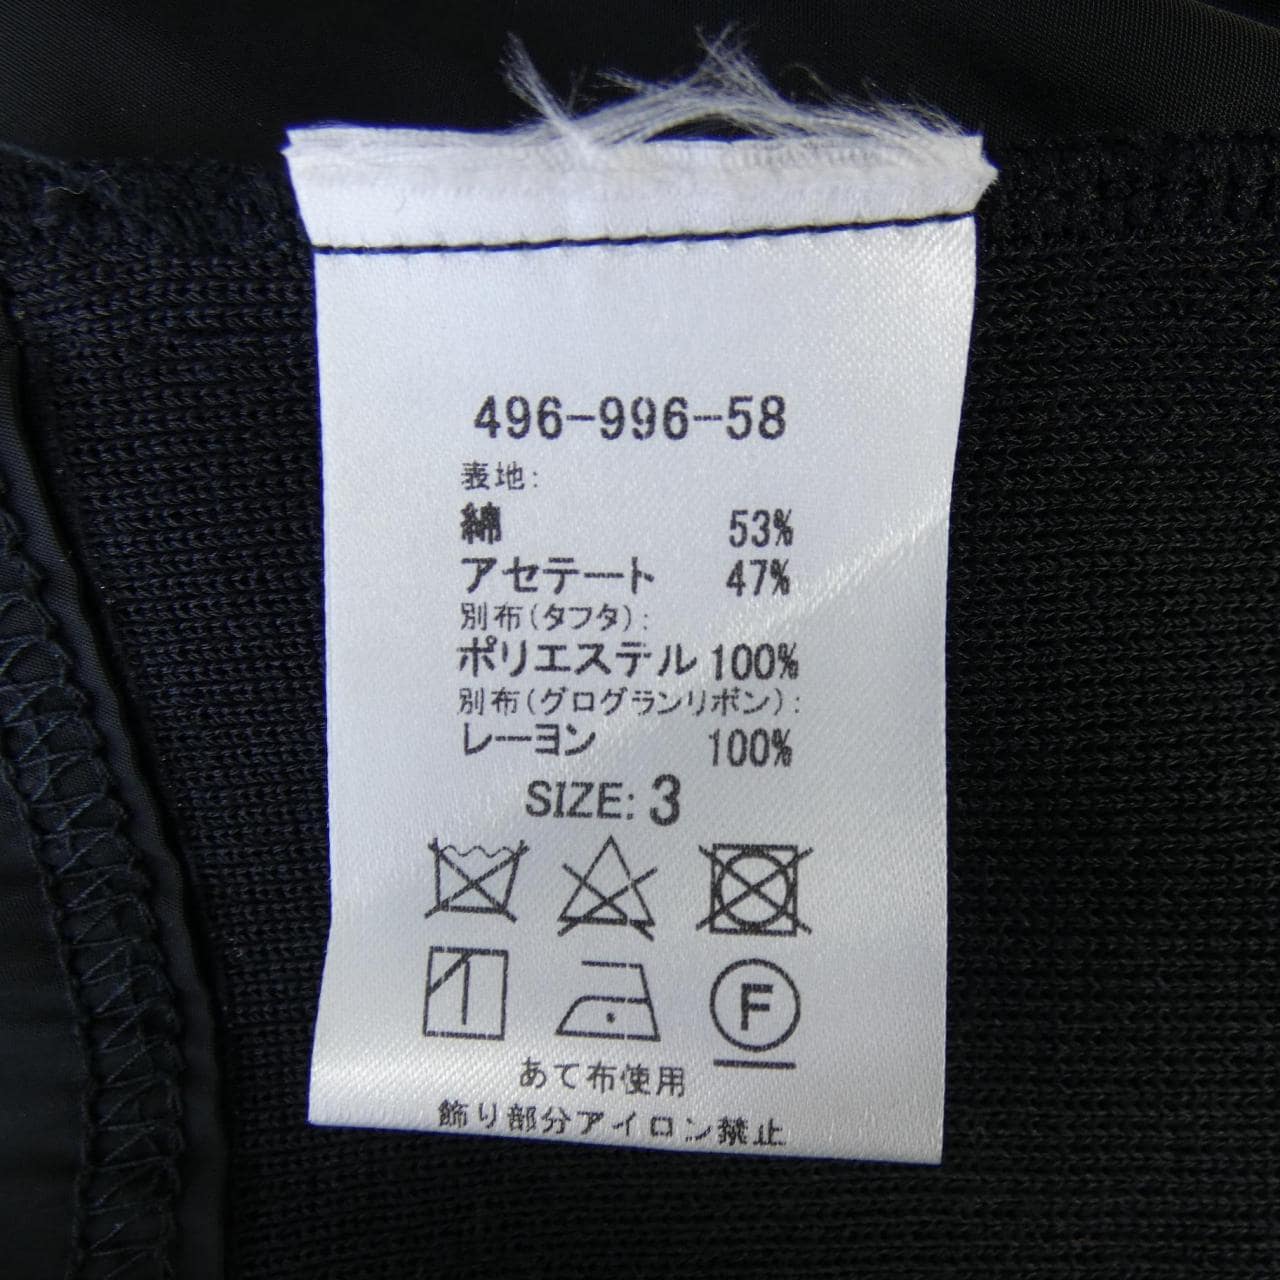 496-996-58
表地:
綿 53%
アセテート 47%
別布(タフタ):
ポリエステル 100%
別布(グログランリボン):
レーヨン 100%
SIZE: 3
F
あて布使用
飾り部分アイロン禁止